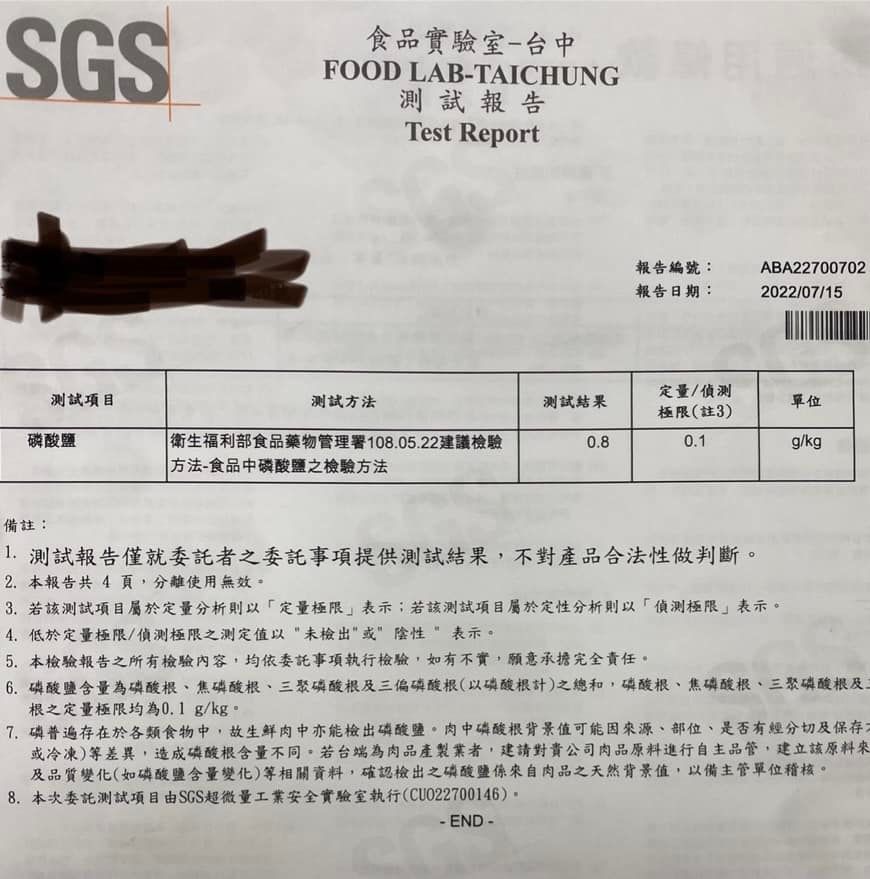 SGS
食品實驗室-台中
FOOD LAB-TAICHUNG
測 試 報 告
Test Report
報告編號： ABA22700702
報告日期： 2022/07/15
測試項目 測試方法 測試結果 定量/偵測極限(註3) 單位
磷酸鹽 衛生福利部食品藥物管理署108.05.22建議檢驗 0.8 0.1 g/kg
方法-食品中磷酸鹽之檢驗方法
備註：
1. 測試報告僅就委託者之委託事項提供測試結果，不對產品合法性做判斷。
2. 本報告共 4 頁，分離使用無效。
3. 若該測試項目屬於定量分析則以「定量極限」表示；若該測試項目屬於定性分析則以「偵測極限」表示。
4. 低於定量極限/偵測極限之測定值以 "未檢出"或" 陰性 " 表示。
5. 本檢驗報告之所有檢驗內容，均依委託事項執行檢驗，如有不實，願意承擔完全責任。
6. 磷酸鹽含量為磷酸根、焦磷酸根、三聚磷酸根及三偏磷酸根(以磷酸根計)之總和，磷酸根、焦磷酸根、三聚磷酸根及
根之定量極限均為0.1 g/kg。
7. 磷普遍存在於各類食物中，故生鮮肉中亦能檢出磷酸鹽。肉中磷酸根背景值可能因來源、部位、是否有經分切及保存
或冷凍)等差異，造成磷酸根含量不同。若台端為肉品產製業者，建請對貴公司肉品原料進行自主品管，建立該原料來
及品質變化(如磷酸鹽含量變化)等相關資料，確認檢出之磷酸鹽係來自肉品之天然背景值，以備主管單位稽核。
8. 本次委託測試項目由SGS超微量工業安全實驗室執行(CUO22700146)。
- END -